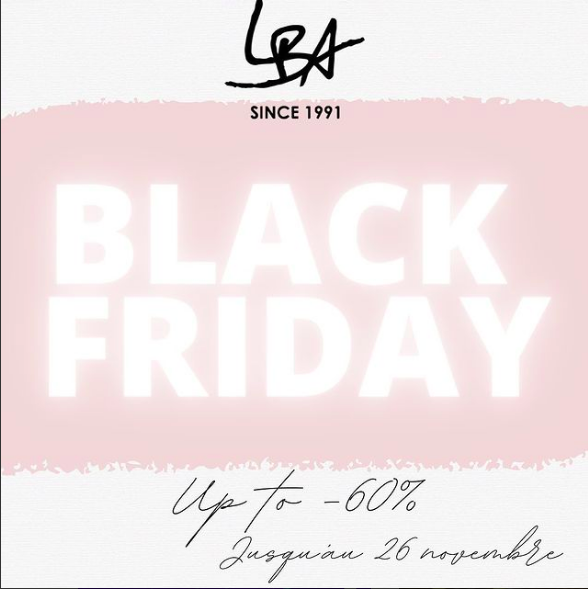 LBA
SINCE 1991
BLACK
FRIDAY
Up to -60%
Jusqu'au 26 novembre